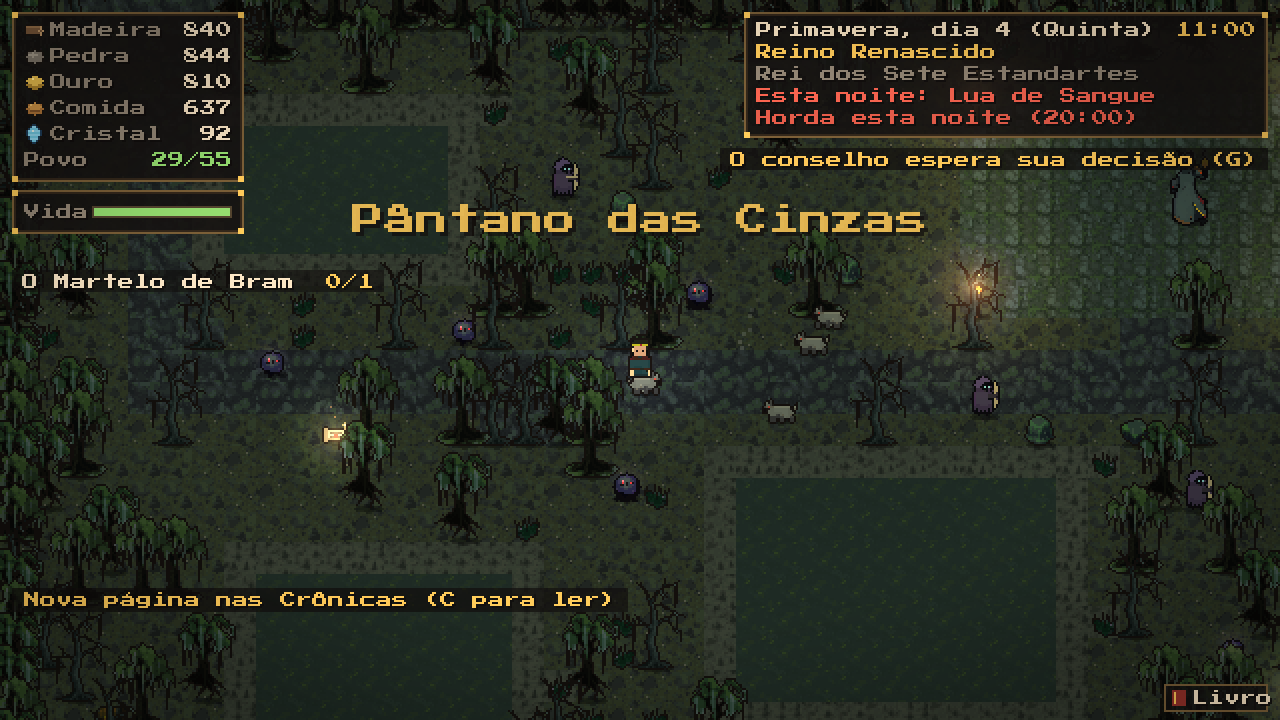 Madeira 840
Pedra 844
Ouro 810
Comida 637
Cristal 92
Povo 29/55
Vida
Primavera, dia 4 (Quinta) 11:00
Reino Renascido
Rei dos Sete Estandartes
Esta noite: Lua de Sangue
Horda esta noite (20:00)
O conselho espera sua decisão (G)
Pântano das Cinzas
O Martelo de Bram 0/1
Nova página nas Crônicas (C para ler)
Livro